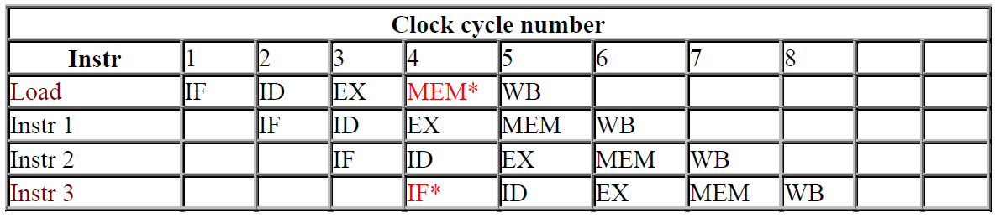 Clock cycle number
Instr 1 2 3 4 5 6 7 8
Load IF ID EX MEM* WB
Instr 1 IF ID EX MEM WB
Instr 2 IF ID EX MEM WB
Instr 3 IF* ID EX MEM WB